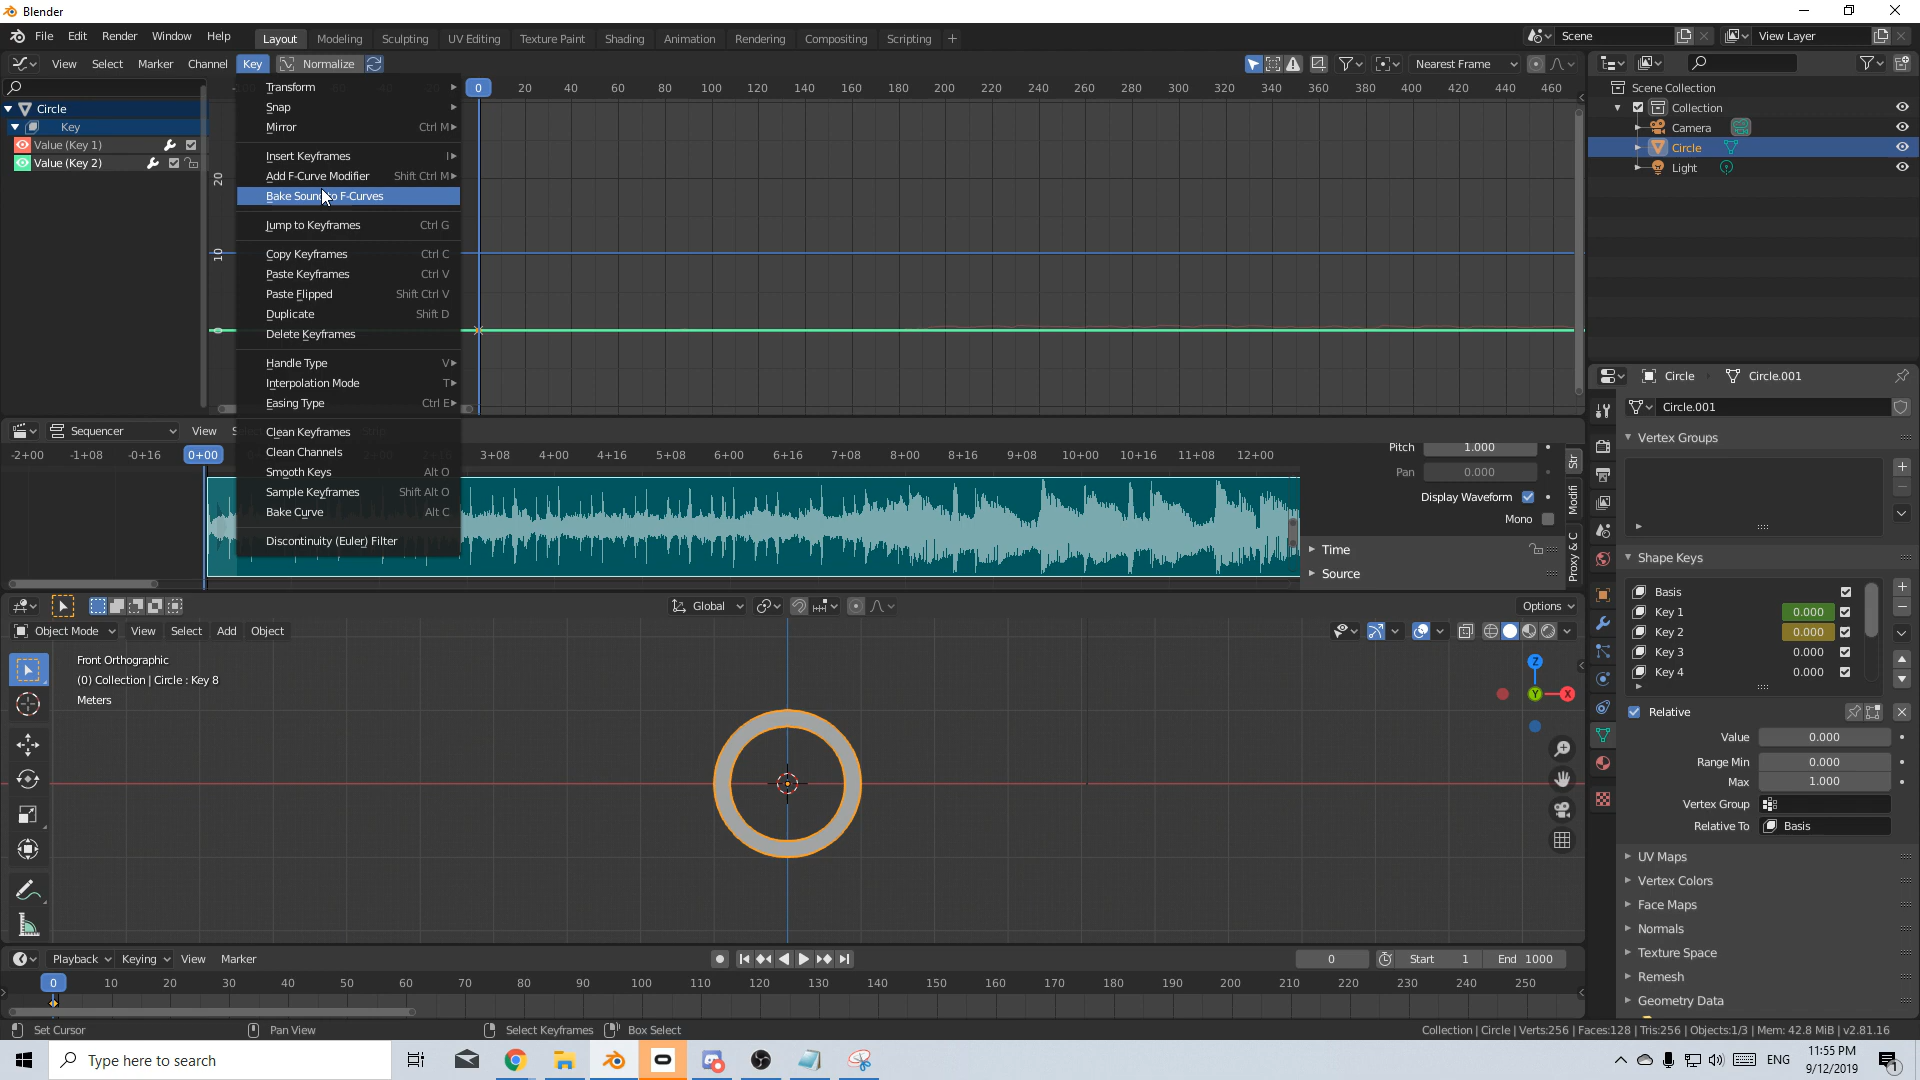 Blender
File Edit Render Window Help Layout Modeling Sculpting UV Editing Texture Paint Shading Animation Rendering Compositing Scripting + Scene View Layer
View Select Marker Channel Key Normalize Nearest Frame
0 20 40 60 80 100 120 140 160 180 200 220 240 260 280 300 320 340 360 380 400 420 440 460
Circle
Key
Value (Key 1)
Value (Key 2)
20
10
0
Transform
Snap
Mirror Ctrl M
Insert Keyframes I
Add F-Curve Modifier Shift Ctrl M
Bake Sound to F-Curves
Jump to Keyframes Ctrl G
Copy Keyframes Ctrl C
Paste Keyframes Ctrl V
Paste Flipped Shift Ctrl V
Duplicate Shift D
Delete Keyframes
Handle Type V
Interpolation Mode T
Easing Type Ctrl E
Clean Keyframes
Clean Channels
Smooth Keys Alt O
Sample Keyframes Shift Alt O
Bake Curve Alt C
Discontinuity (Euler) Filter
Scene Collection
Collection
Camera
Circle
Light
Sequencer View
-2+00 -1+08 -0+16 0+00 3+08 4+00 4+16 5+08 6+00 6+16 7+08 8+00 8+16 9+08 10+00 10+16 11+08 12+00
Pitch 1.000
Pan 0.000
Display Waveform
Mono
Time
Source
Str
Modifi
Proxy & C
Global Options
Object Mode View Select Add Object
Front Orthographic
(0) Collection | Circle : Key 8
Meters
Z
Y
X
Circle Circle.001
Circle.001
Vertex Groups
Shape Keys
Basis
Key 1 0.000
Key 2 0.000
Key 3 0.000
Key 4 0.000
Relative
Value 0.000
Range Min 0.000
Max 1.000
Vertex Group
Relative To Basis
UV Maps
Vertex Colors
Face Maps
Normals
Texture Space
Remesh
Geometry Data
Playback Keying View Marker 0 Start 1 End 1000
0 10 20 30 40 50 60 70 80 90 100 110 120 130 140 150 160 170 180 190 200 210 220 230 240 250
Set Cursor Pan View Select Keyframes Box Select Collection | Circle | Verts:256 | Faces:128 | Tris:256 | Objects:1/3 | Mem: 42.8 MiB | v2.81.16
Type here to search ENG 11:55 PM
9/12/2019
1